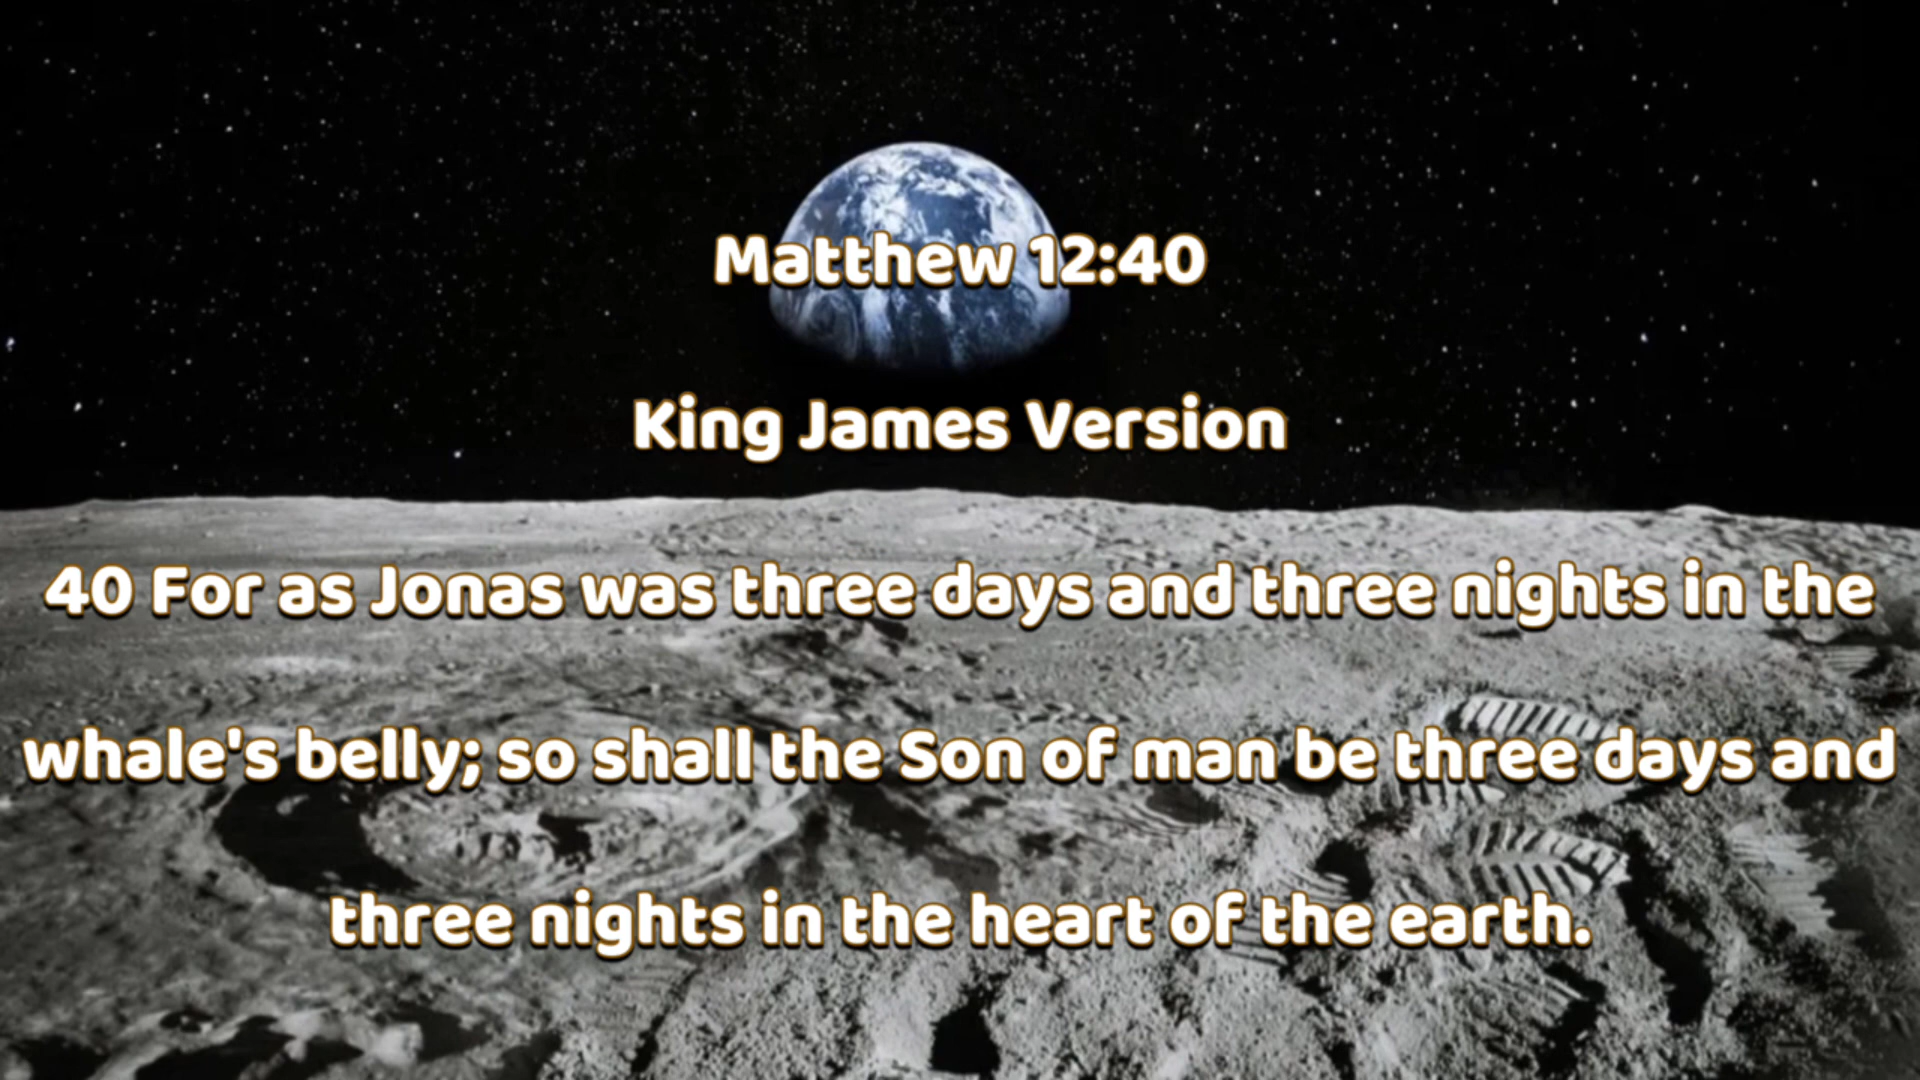 Matthew 12:40
King James Version
40 For as Jonas was three days and three nights in the
whale's belly; so shall the Son of man be three days and
three nights in the heart of the earth.